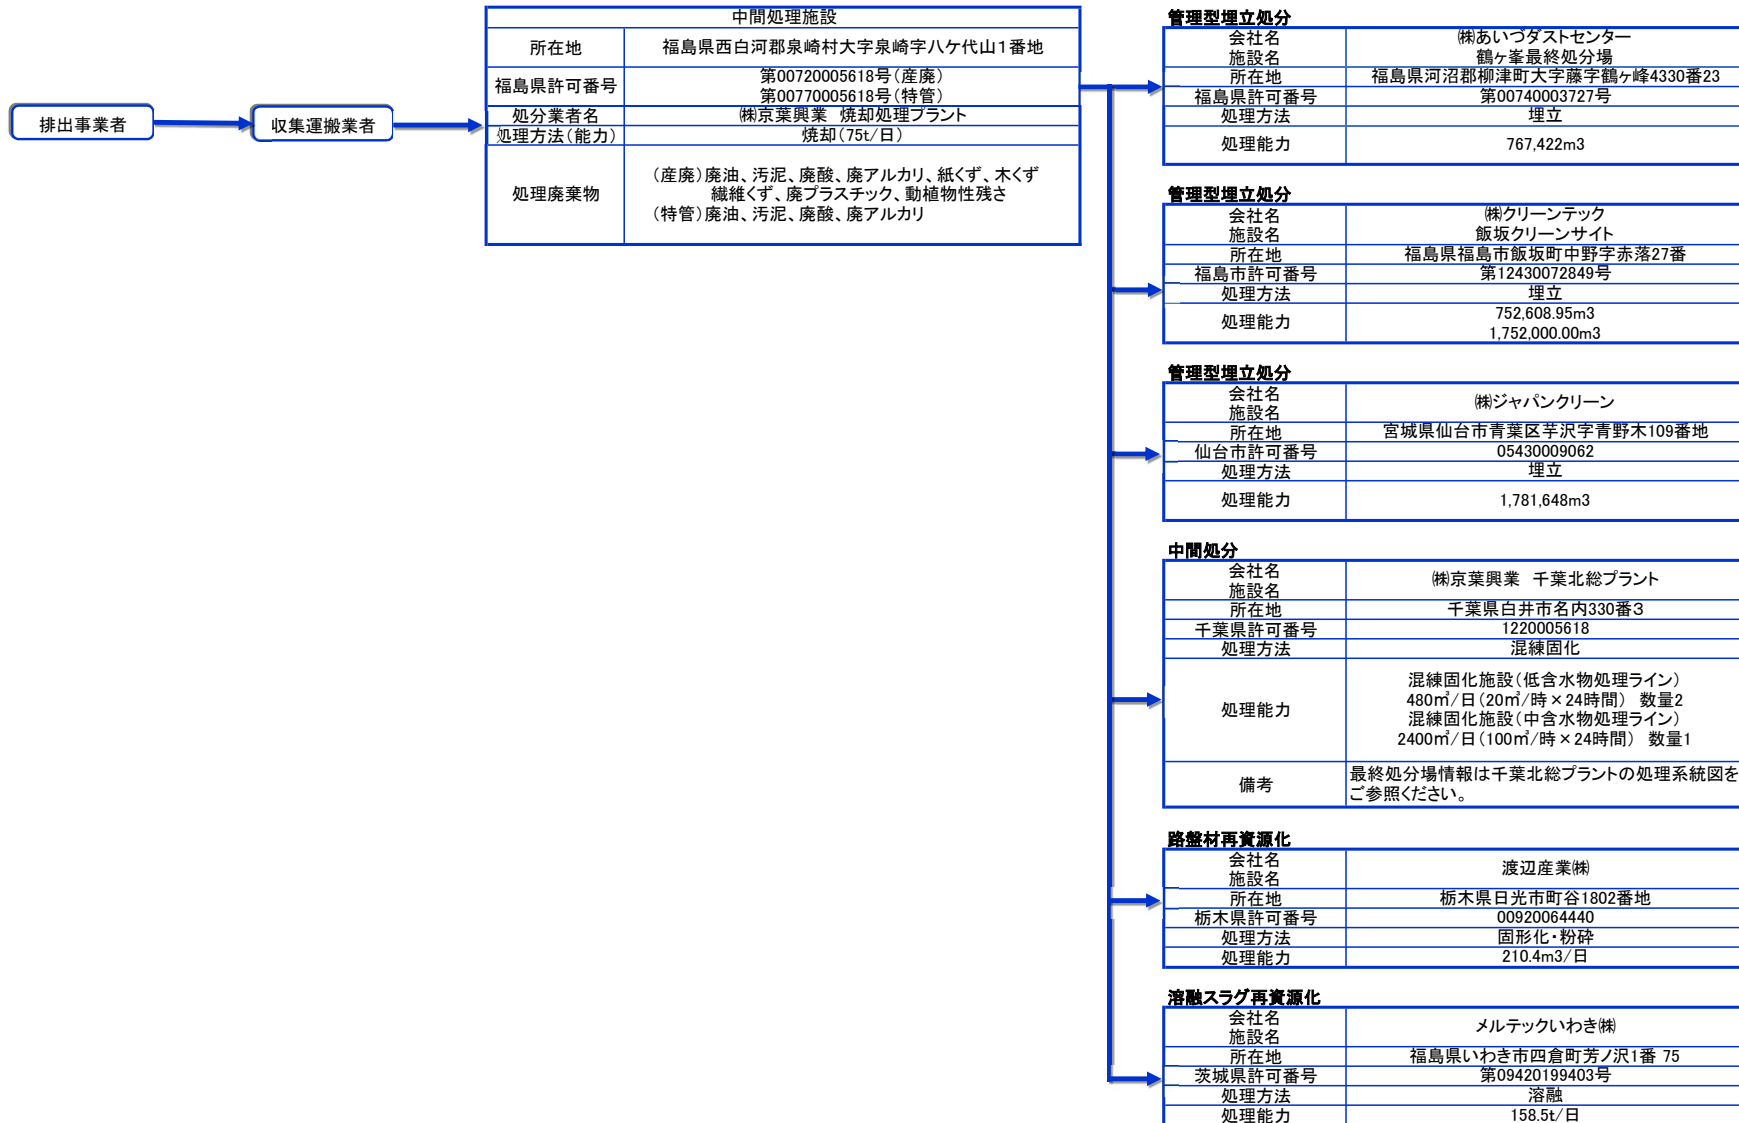 排出事業者
収集運搬業者
中間処理施設
所在地 福島県西白河郡泉崎村大字泉崎字八ケ代山1番地
福島県許可番号 第00720005618号(産廃)
第00770005618号(特管)
処分業者名 ㈱京葉興業 焼却処理プラント
処理方法(能力) 焼却(75t/日)
処理廃棄物 (産廃)廃油、汚泥、廃酸、廃アルカリ、紙くず、木くず
繊維くず、廃プラスチック、動植物性残さ
(特管)廃油、汚泥、廃酸、廃アルカリ
管理型埋立処分
会社名 ㈱あいづダストセンター
施設名 鶴ヶ峯最終処分場
所在地 福島県河沼郡柳津町大字藤字鶴ヶ峰4330番23
福島県許可番号 第00740003727号
処理方法 埋立
処理能力 767,422m3
管理型埋立処分
会社名 ㈱クリーンテック
施設名 飯坂クリーンサイト
所在地 福島県福島市飯坂町中野字赤落27番
福島市許可番号 第12430072849号
処理方法 埋立
処理能力 752,608.95m3
1,752,000.00m3
管理型埋立処分
会社名 ㈱ジャパンクリーン
施設名
所在地 宮城県仙台市青葉区芋沢字青野木109番地
仙台市許可番号 05430009062
処理方法 埋立
処理能力 1,781,648m3
中間処分
会社名 ㈱京葉興業 千葉北総プラント
施設名
所在地 千葉県白井市名内330番3
千葉県許可番号 1220005618
処理方法 混練固化
処理能力 混練固化施設(低含水物処理ライン)
480㎥/日(20㎥/時×24時間) 数量2
混練固化施設(中含水物処理ライン)
2400㎥/日(100㎥/時×24時間) 数量1
備考 最終処分場情報は千葉北総プラントの処理系統図を
ご参照ください。
路盤材再資源化
会社名 渡辺産業㈱
施設名
所在地 栃木県日光市町谷1802番地
栃木県許可番号 00920064440
処理方法 固形化・粉砕
処理能力 210.4m3/日
溶融スラグ再資源化
会社名 メルテックいわき㈱
施設名
所在地 福島県いわき市四倉町芳ノ沢1番 75
茨城県許可番号 第09420199403号
処理方法 溶融
処理能力 158.5t/日